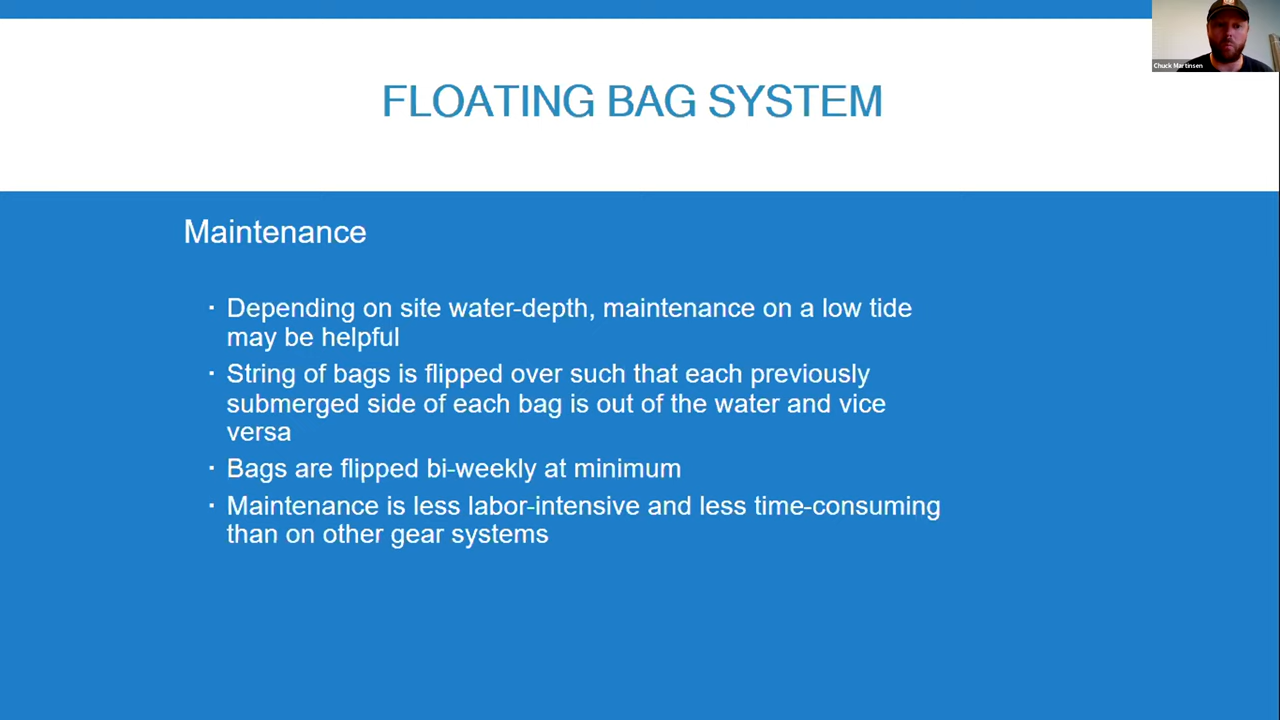 Chuck Martinsen
FLOATING BAG SYSTEM
Maintenance
▪ Depending on site water-depth, maintenance on a low tide
may be helpful
▪ String of bags is flipped over such that each previously
submerged side of each bag is out of the water and vice
versa
▪ Bags are flipped bi-weekly at minimum
▪ Maintenance is less labor-intensive and less time-consuming
than on other gear systems